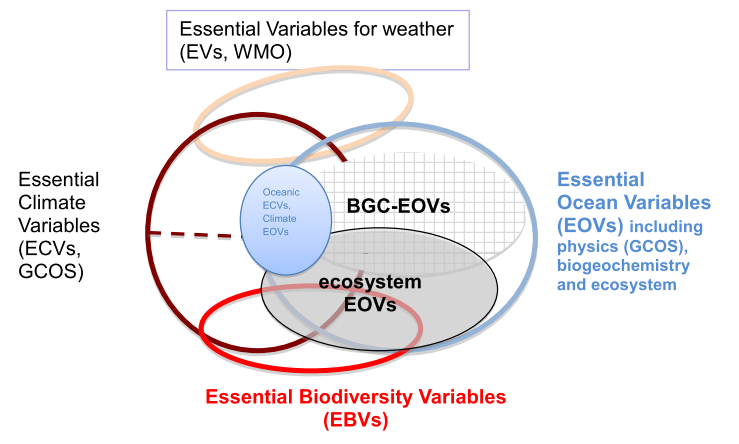 Essential Variables for weather
(EVs, WMO)
Essential
Climate
Variables
(ECVs,
GCOS)
Oceanic
ECVs,
Climate
EOVs
BGC-EOVs
ecosystem
EOVs
Essential
Ocean Variables
(EOVs) including
physics (GCOS),
biogeochemistry
and ecosystem
Essential Biodiversity Variables
(EBVs)